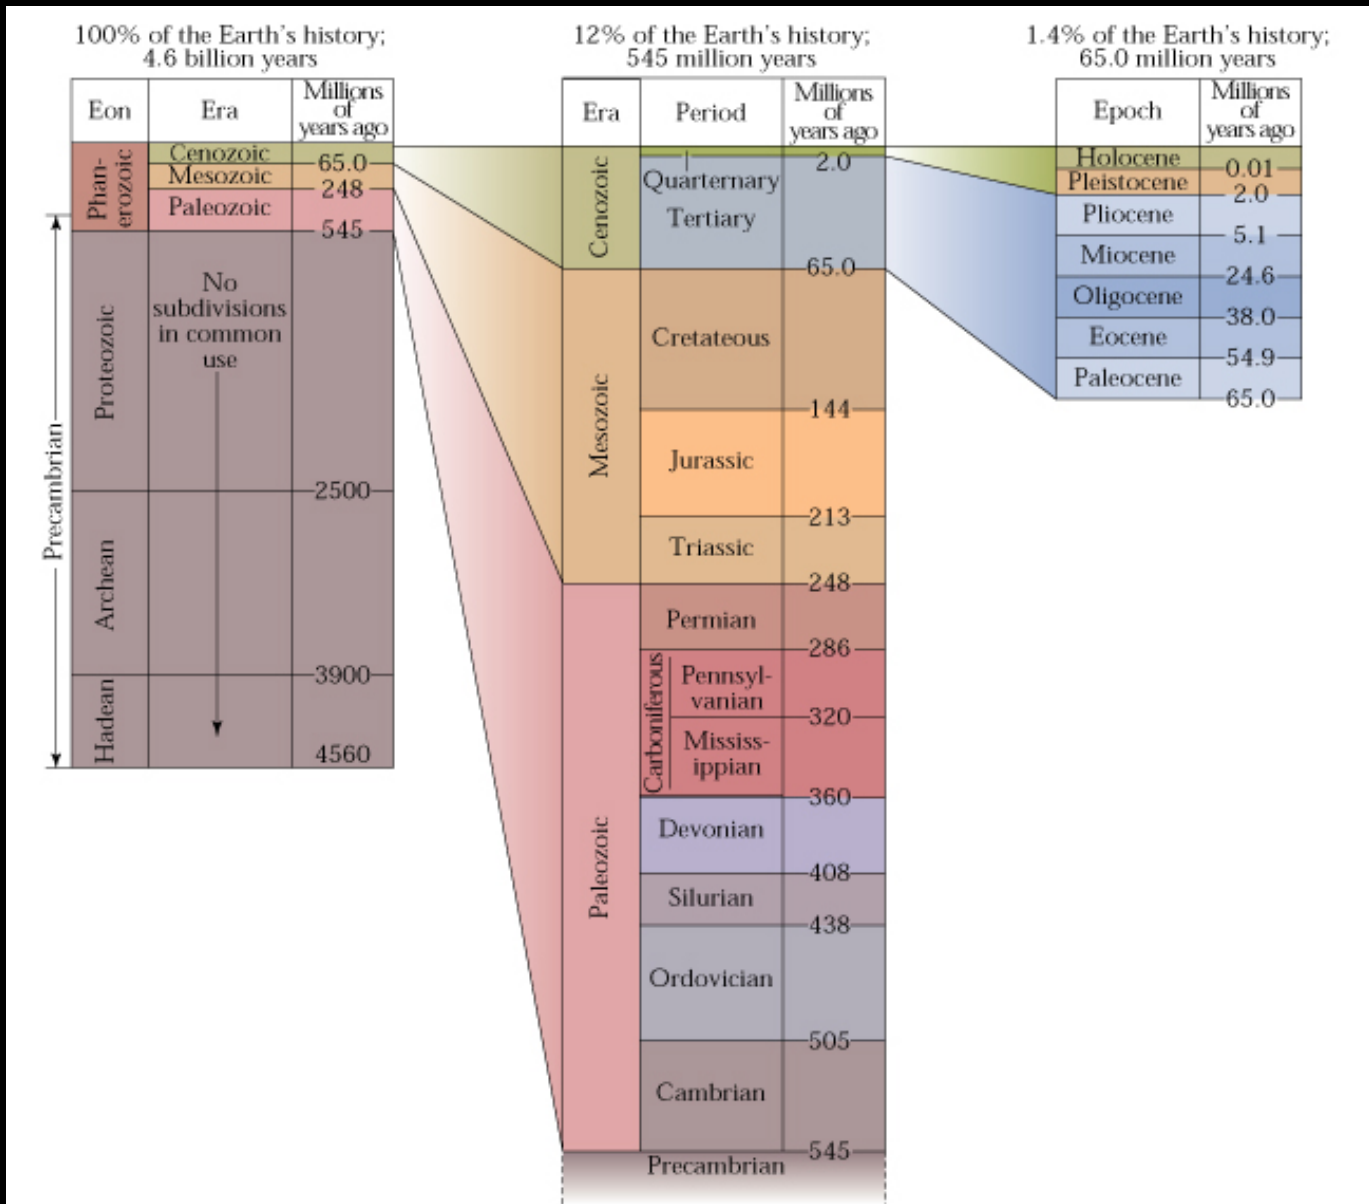 100% of the Earth's history;
4.6 billion years
Eon
Era
Millions
of
years ago
Phan-
erozoic
Cenozoic
65.0
Mesozoic
248
Paleozoic
545
Precambrian
Proteozoic
No
subdivisions
in common
use
2500
Archean
3900
Hadean
4560
12% of the Earth's history;
545 million years
Era
Period
Millions
of
years ago
Cenozoic
2.0
Quarternary
Tertiary
65.0
Mesozoic
Cretateous
144
Jurassic
213
Triassic
248
Paleozoic
Permian
286
Carboniferous
Pennsyl-
vanian
320
Mississ-
ippian
360
Devonian
408
Silurian
438
Ordovician
505
Cambrian
545
Precambrian
1.4% of the Earth's history;
65.0 million years
Epoch
Millions
of
years ago
Holocene
0.01
Pleistocene
2.0
Pliocene
5.1
Miocene
24.6
Oligocene
38.0
Eocene
54.9
Paleocene
65.0